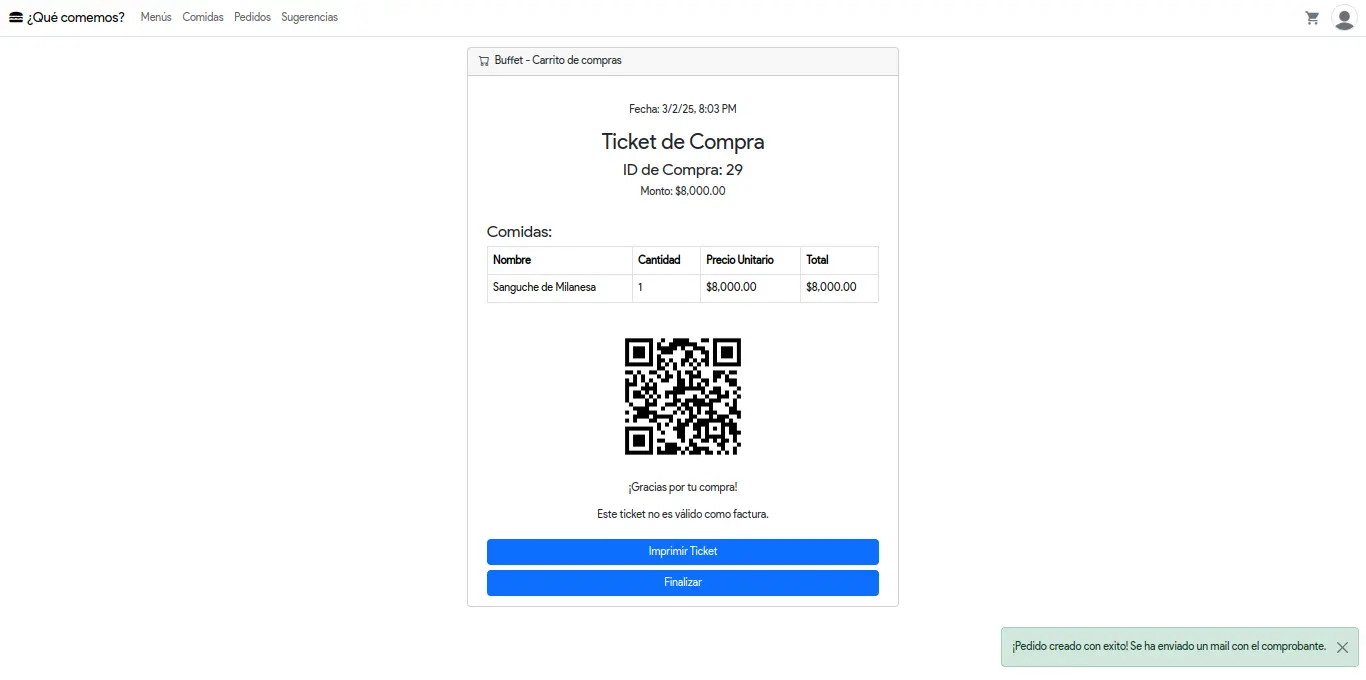 ¿Qué comemos? Menús Comidas Pedidos Sugerencias
Buffet - Carrito de compras
Fecha: 3/2/25, 8:03 PM
Ticket de Compra
ID de Compra: 29
Monto: $8,000.00
Comidas:
Nombre Cantidad Precio Unitario Total
Sanguche de Milanesa 1 $8,000.00 $8,000.00
¡Gracias por tu compra!
Este ticket no es válido como factura.
Imprimir Ticket
Finalizar
¡Pedido creado con exito! Se ha enviado un mail con el comprobante.